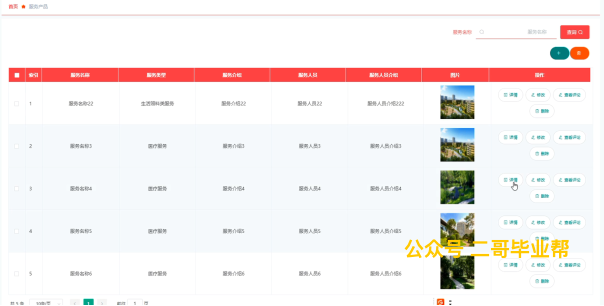 首页 服务产品
服务名称 服务名称 查询
+
索引 服务名称 服务类型 服务介绍 服务人员 服务人员介绍 图片 操作
1 服务名称22 生活照料类服务 服务介绍22 服务人员22 服务人员介绍222 详情 修改 查看评论
删除
2 服务名称3 医疗服务 服务介绍3 服务人员3 服务人员介绍3 详情 修改 查看评论
删除
3 服务名称4 医疗服务 服务介绍4 服务人员4 服务人员介绍4 详情 修改 查看评论
删除
4 服务名称5 医疗服务 服务介绍5 服务人员5 服务人员介绍5 详情 修改 查看评论
删除
公众号 二哥毕业帮
5 服务名称6 医疗服务 服务介绍6 服务人员6 服务人员介绍6 详情 修改 查看评论
删除
共 5 条 10条/页 1 前往 1 页